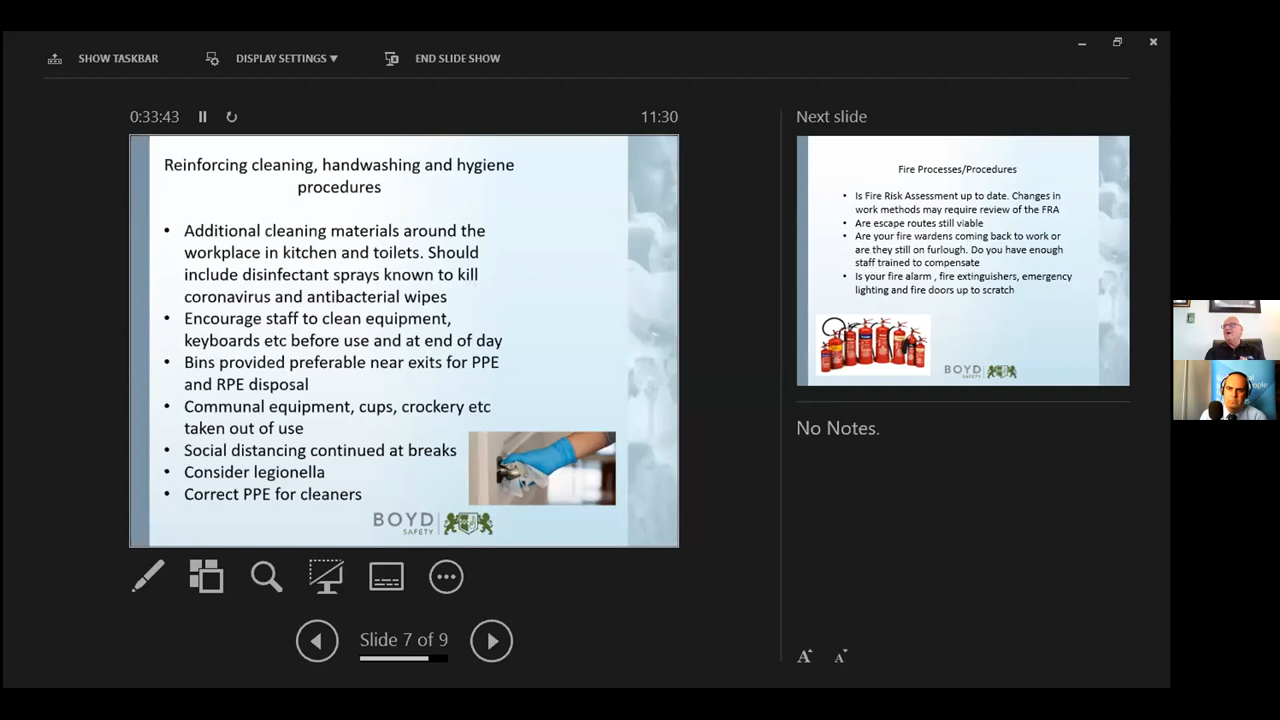 SHOW TASKBAR
DISPLAY SETTINGS ▼
END SLIDE SHOW
0:33:43
11:30
Reinforcing cleaning, handwashing and hygiene
procedures
• Additional cleaning materials around the
workplace in kitchen and toilets. Should
include disinfectant sprays known to kill
coronavirus and antibacterial wipes
• Encourage staff to clean equipment,
keyboards etc before use and at end of day
• Bins provided preferable near exits for PPE
and RPE disposal
• Communal equipment, cups, crockery etc
taken out of use
• Social distancing continued at breaks
• Consider legionella
• Correct PPE for cleaners
BOYD
SAFETY
Slide 7 of 9
Next slide
Fire Processes/Procedures
• Is Fire Risk Assessment up to date. Changes in
work methods may require review of the FRA
• Are escape routes still viable
• Are your fire wardens coming back to work or
are they still on furlough. Do you have enough
staff trained to compensate
• Is your fire alarm , fire extinguishers, emergency
lighting and fire doors up to scratch
BOYD
SAFETY
No Notes.
A A